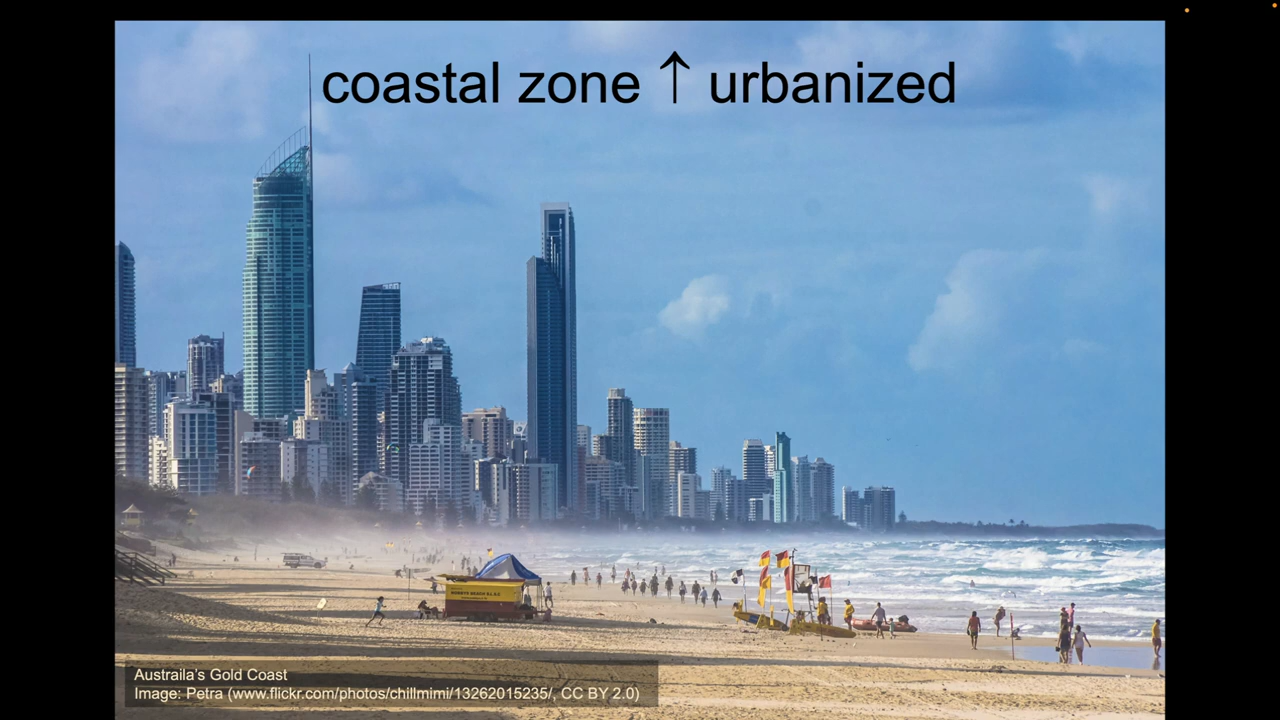 coastal zone ↑ urbanized
Austraila's Gold Coast
Image: Petra (www.flickr.com/photos/chillmimi/13262015235/, CC BY 2.0)